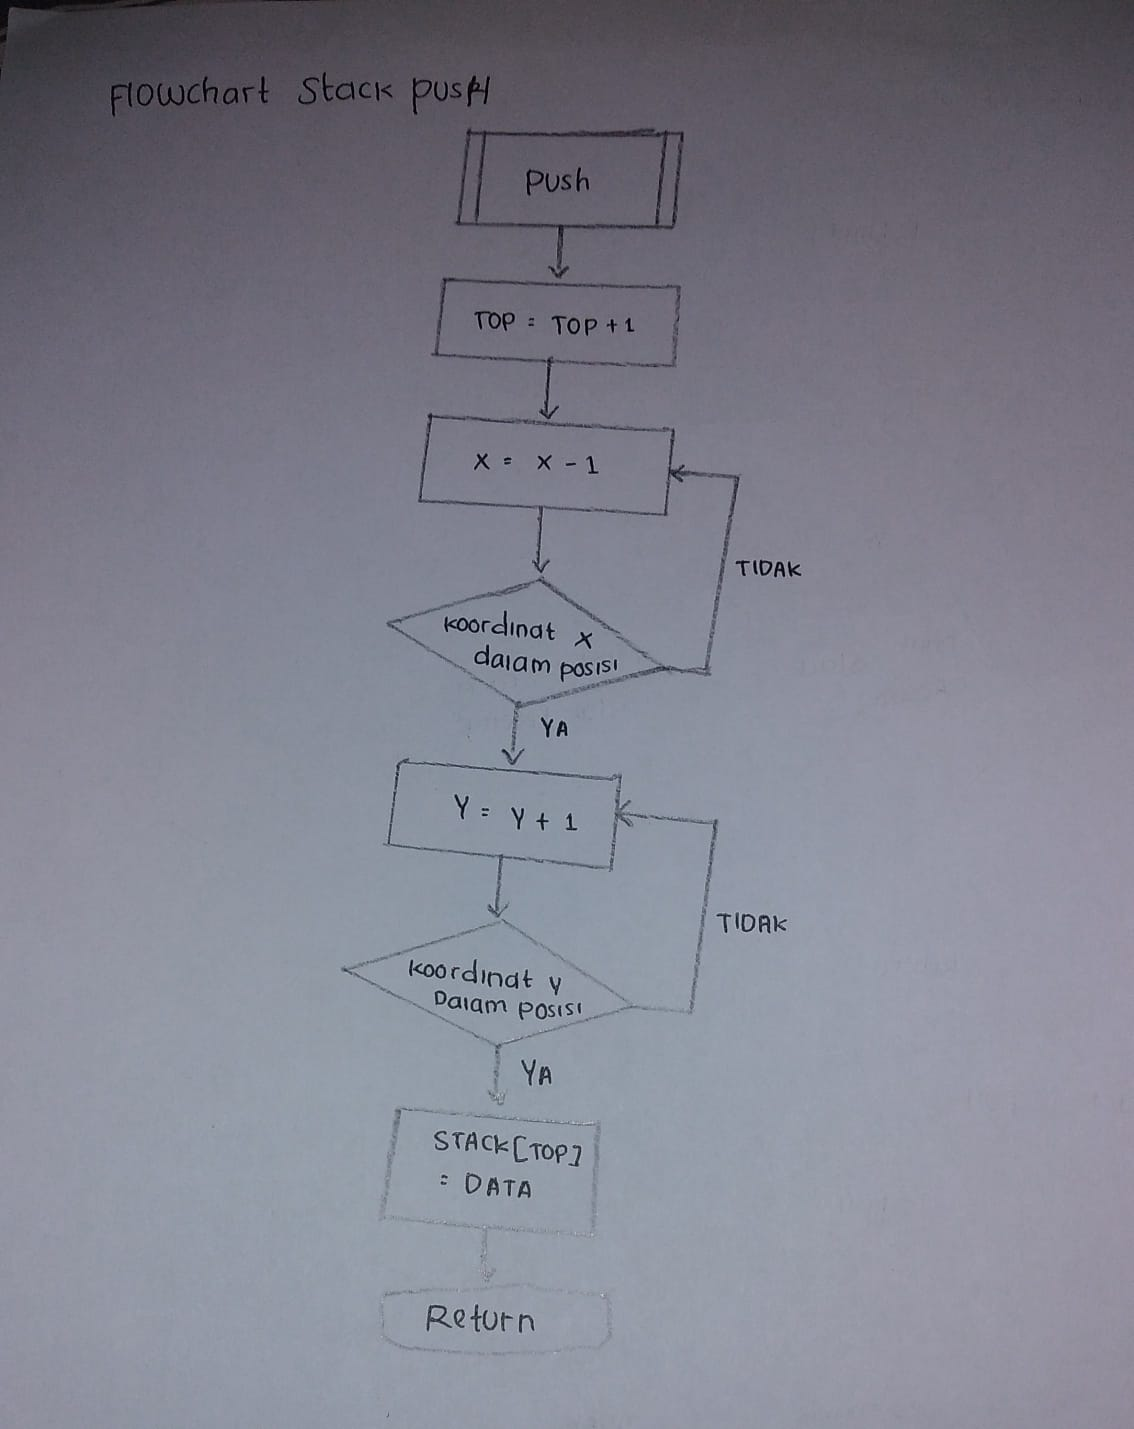 Flowchart Stack pusH
push
TOP = TOP + 1
X = X - 1
TIDAK
koordinat x
dalam posisi
YA
Y = Y + 1
TIDAK
koordinat y
Dalam posisi
YA
STACK[TOP]
= DATA
Return